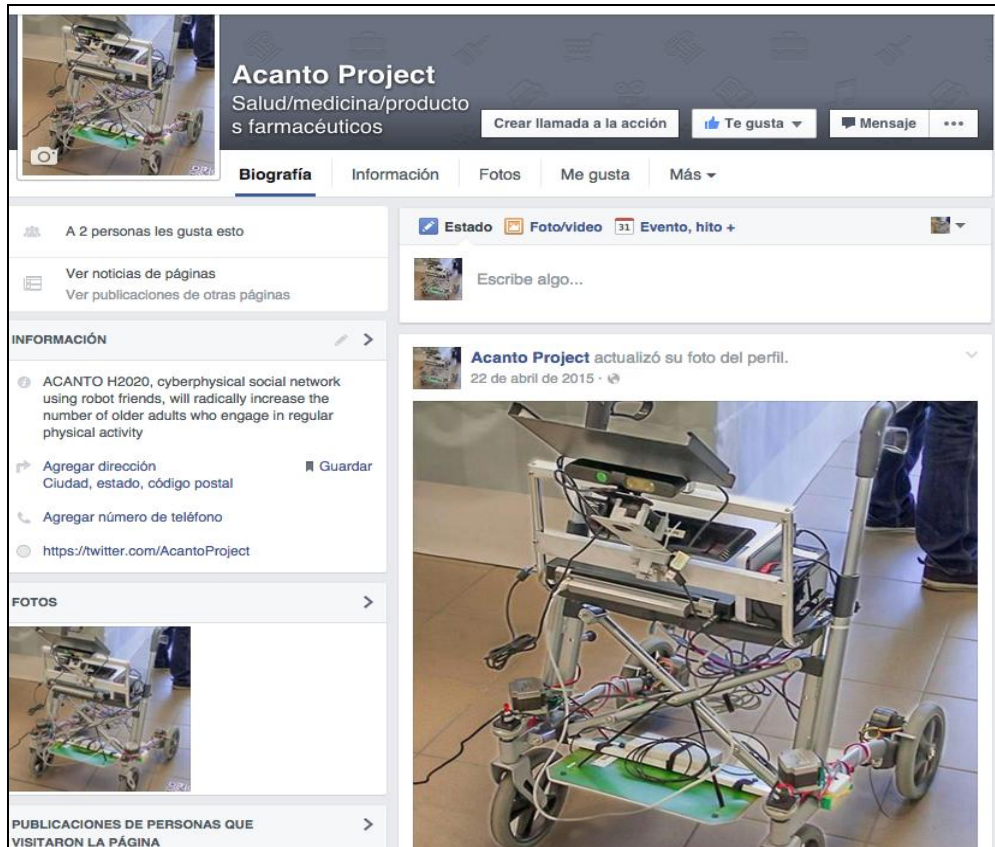 Acanto Project
Salud/medicina/producto
s farmacéuticos
Crear llamada a la acción
Te gusta
Mensaje
Biografía
Información
Fotos
Me gusta
Más
A 2 personas les gusta esto
Ver noticias de páginas
Ver publicaciones de otras páginas
INFORMACIÓN
ACANTO H2020, cyberphysical social network
using robot friends, will radically increase the
number of older adults who engage in regular
physical activity
Agregar dirección
Guardar
Ciudad, estado, código postal
Agregar número de teléfono
https://twitter.com/AcantoProject
FOTOS
PUBLICACIONES DE PERSONAS QUE
VISITARON LA PÁGINA
Estado
Foto/video
31
Evento, hito +
Escribe algo...
Acanto Project actualizó su foto del perfil.
22 de abril de 2015 ·